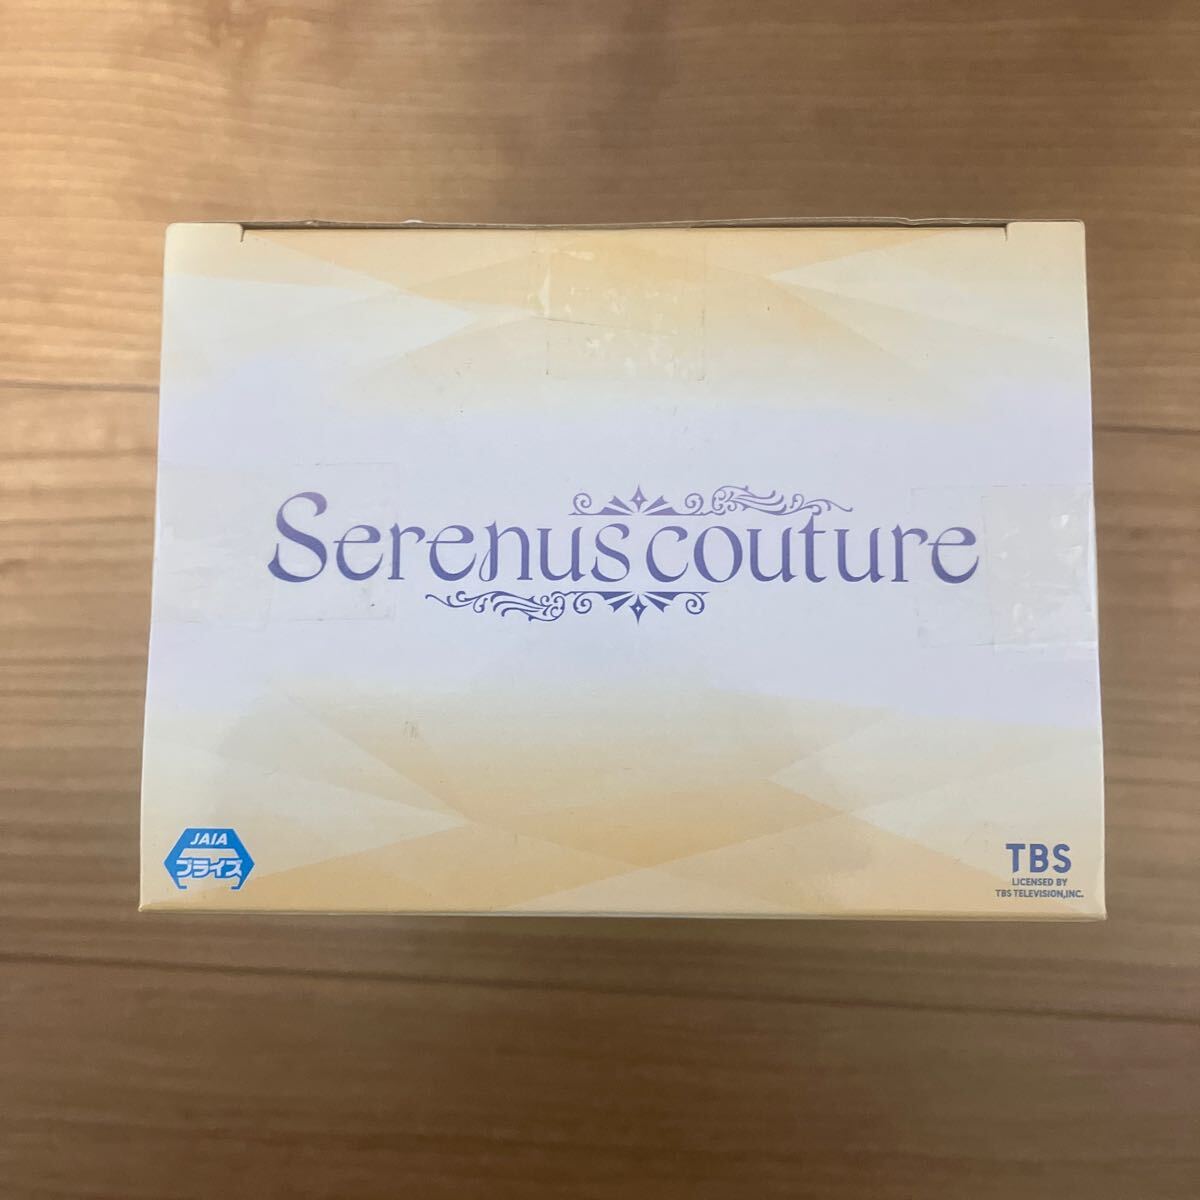 Serenus couture
JAIA
プライズ
TBS
LICENSED BY
TBS TELEVISION,INC.